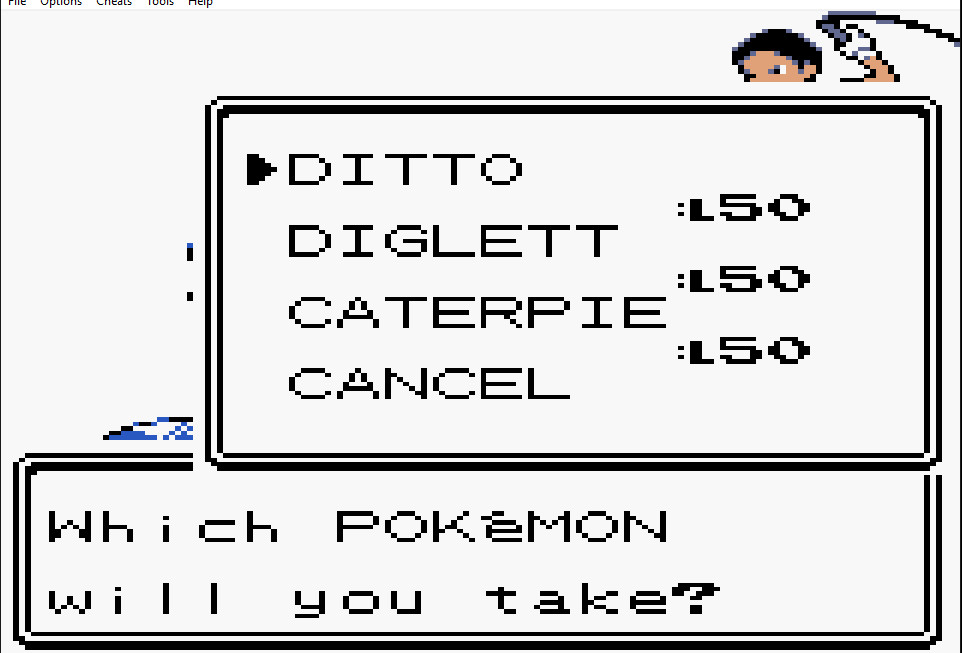 File Options Cheats Tools Help
DITTO
:L50
DIGLETT
:L50
CATERPIE
:L50
CANCEL
Which POKéMON
will you take?